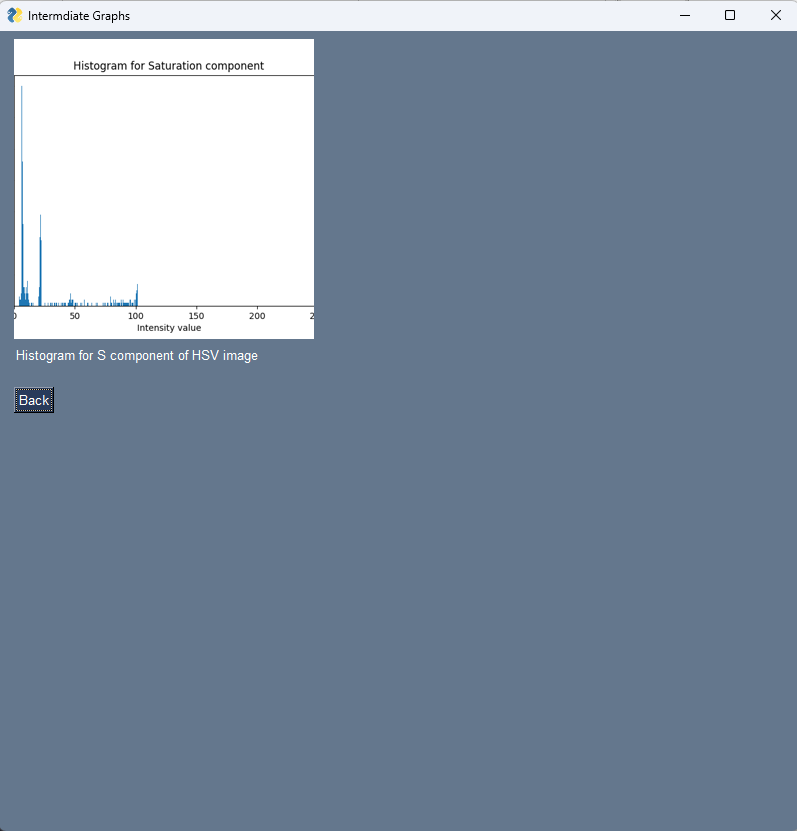 Intermdiate Graphs
Histogram for Saturation component
0 50 100 150 200
Intensity value
Histogram for S component of HSV image
Back